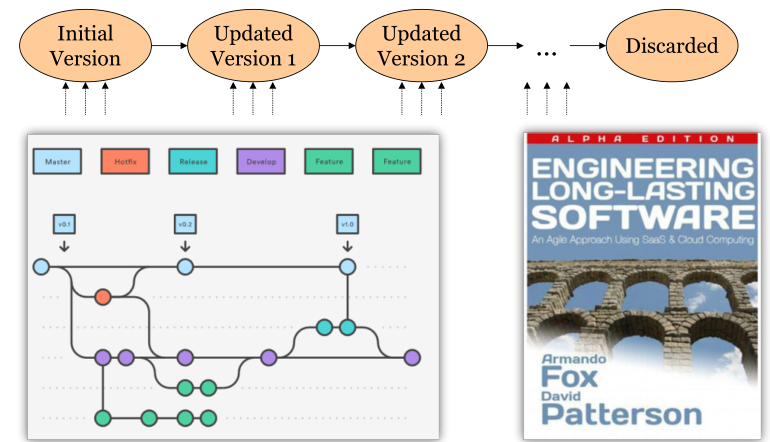 Initial
Version
Updated
Version 1
Updated
Version 2
...
Discarded
Master
Hotfix
Release
Develop
Feature
Feature
v0.1
v0.2
v1.0
ALPHA EDITION
ENGINEERING
LONG-LASTING
SOFTWARE
An Agile Approach Using SaaS & Cloud Computing
Armando
Fox
David
Patterson